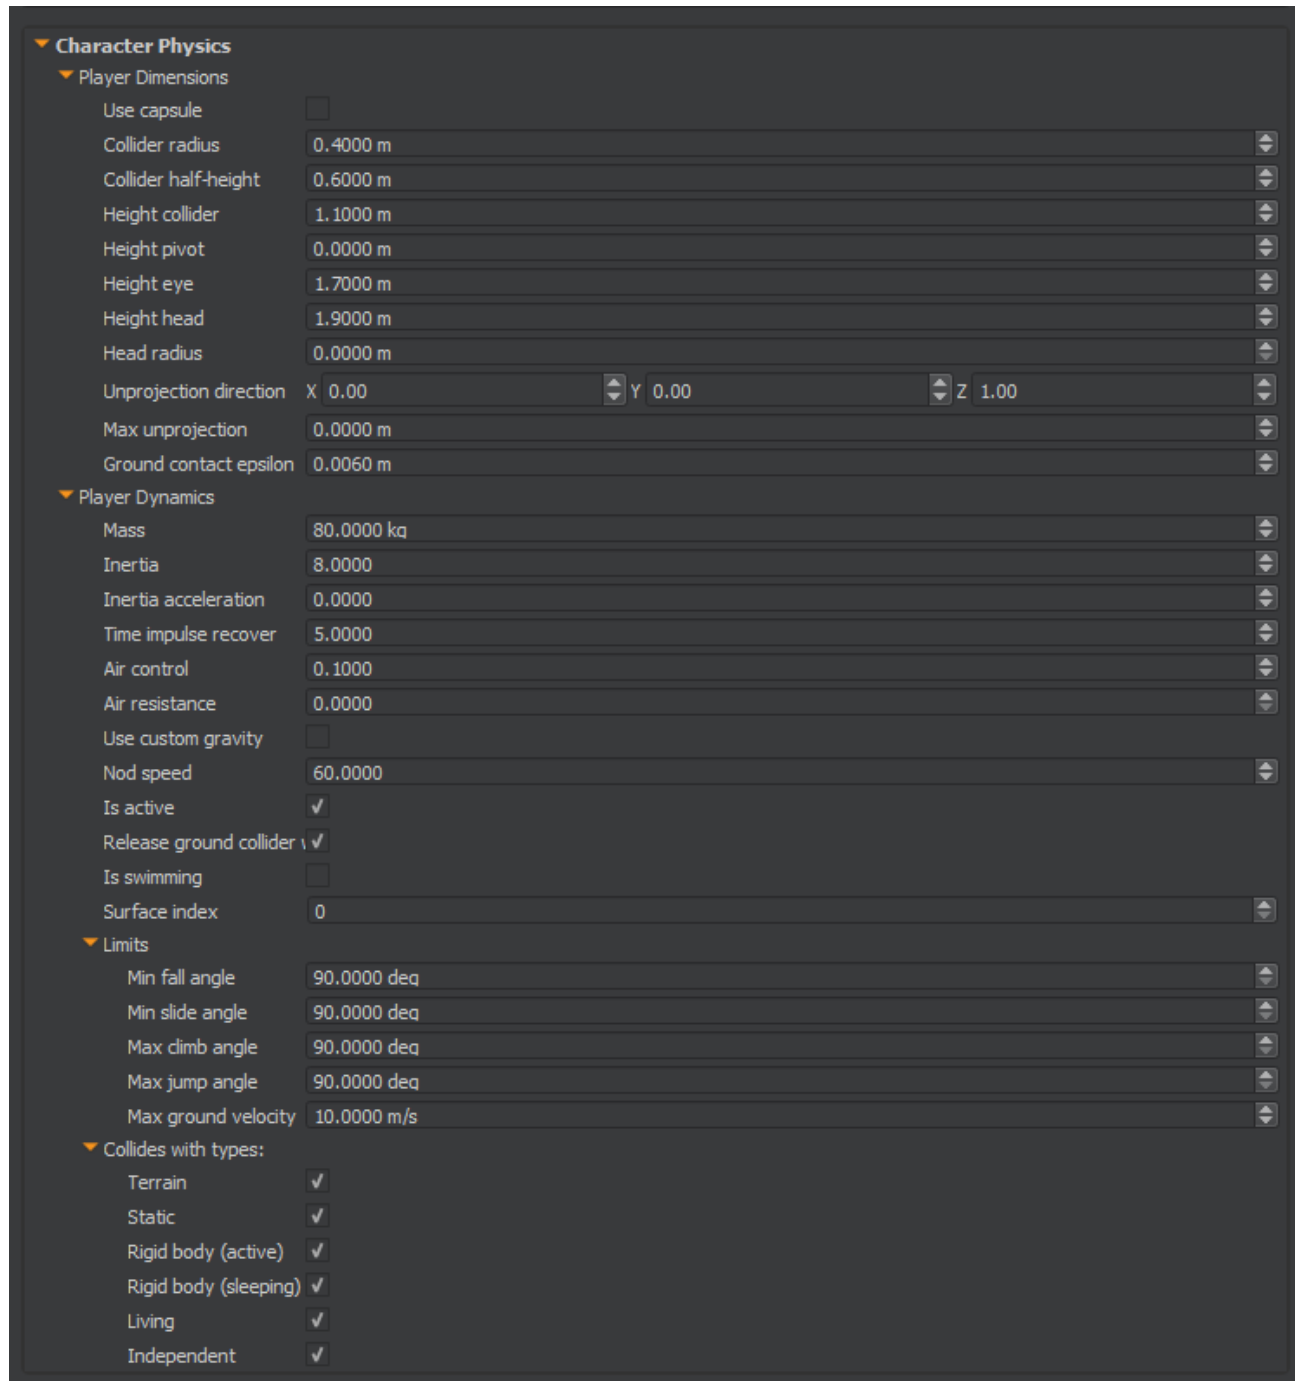 Character Physics
Player Dimensions
Use capsule
Collider radius 0.4000 m
Collider half-height 0.6000 m
Height collider 1.1000 m
Height pivot 0.0000 m
Height eye 1.7000 m
Height head 1.9000 m
Head radius 0.0000 m
Unprojection direction X 0.00 Y 0.00 Z 1.00
Max unprojection 0.0000 m
Ground contact epsilon 0.0060 m
Player Dynamics
Mass 80.0000 kg
Inertia 8.0000
Inertia acceleration 0.0000
Time impulse recover 5.0000
Air control 0.1000
Air resistance 0.0000
Use custom gravity
Nod speed 60.0000
Is active
Release ground collider
Is swimming
Surface index 0
Limits
Min fall angle 90.0000 deg
Min slide angle 90.0000 deg
Max climb angle 90.0000 deg
Max jump angle 90.0000 deg
Max ground velocity 10.0000 m/s
Collides with types:
Terrain
Static
Rigid body (active)
Rigid body (sleeping)
Living
Independent